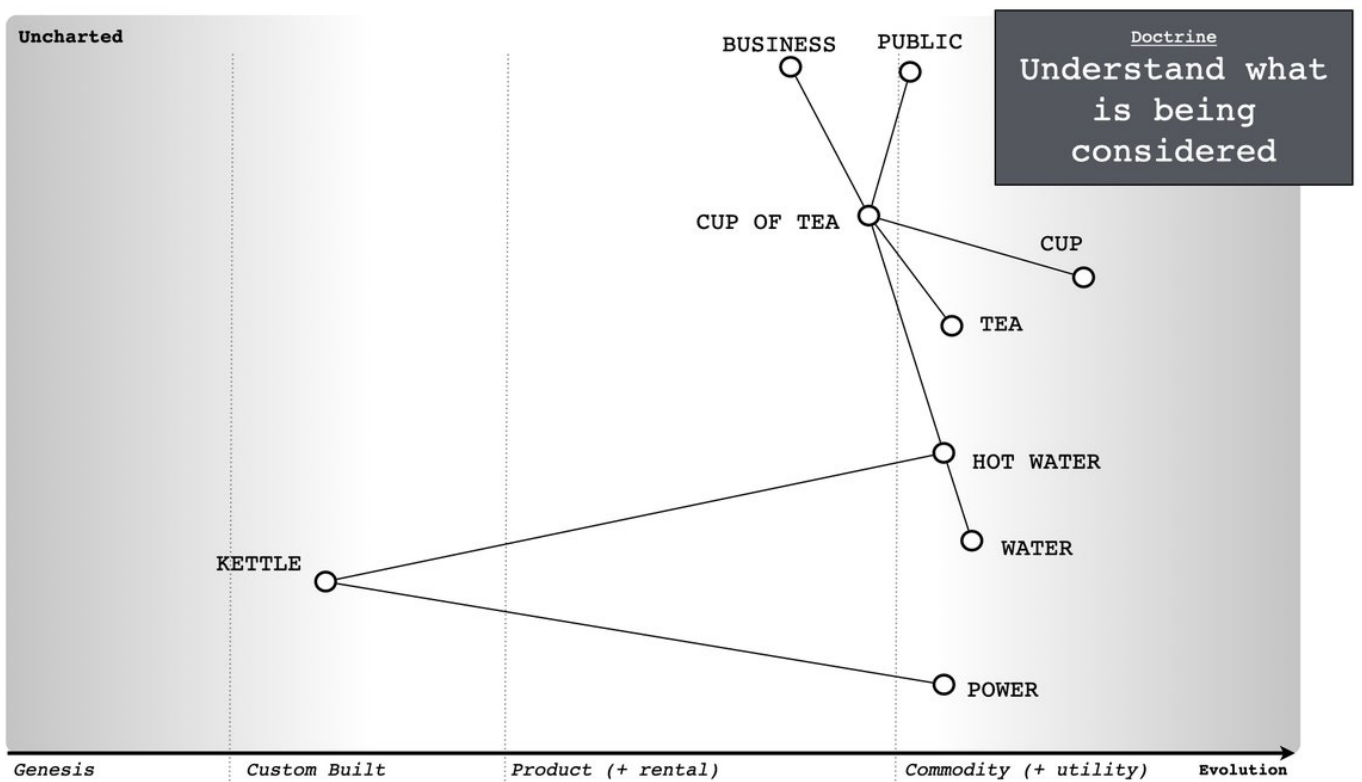 Uncharted
BUSINESS
PUBLIC
Doctrine
Understand what
is being
considered
CUP OF TEA
CUP
TEA
HOT WATER
WATER
KETTLE
POWER
Genesis
Custom Built
Product (+ rental)
Commodity (+ utility)
Evolution